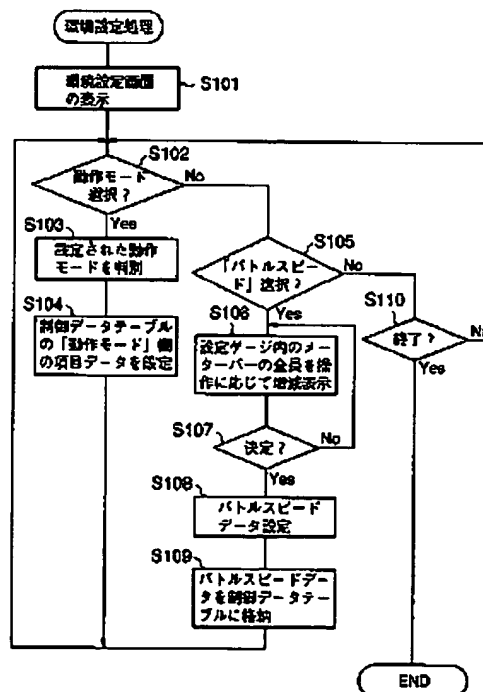 環境設定処理
環境設定画面
の表示
S101
S102
動作モード
選択？
No
Yes
S103
設定された動作
モードを判別
S104
制御データテーブル
の「動作モード」欄
の項目データを設定
S105
「バトルスピー
ド」選択？
No
Yes
S106
設定ゲージ内のメー
ターバーの全長を操
作に応じて増減表示
S107
決定？
No
Yes
S108
バトルスピード
データ設定
S109
バトルスピードデー
タを制御データテー
ブルに格納
S110
終了？
No
Yes
END